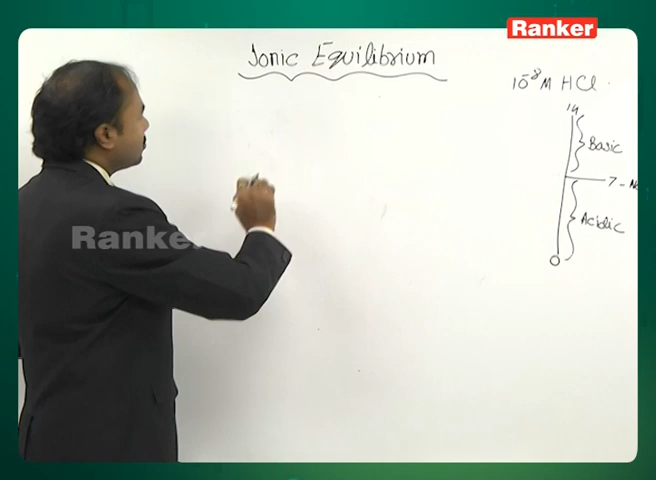 Ranker
Ionic Equilibrium
10⁻⁸ M HCl
14
Basic
7 - N
Acidic
0
Ranker